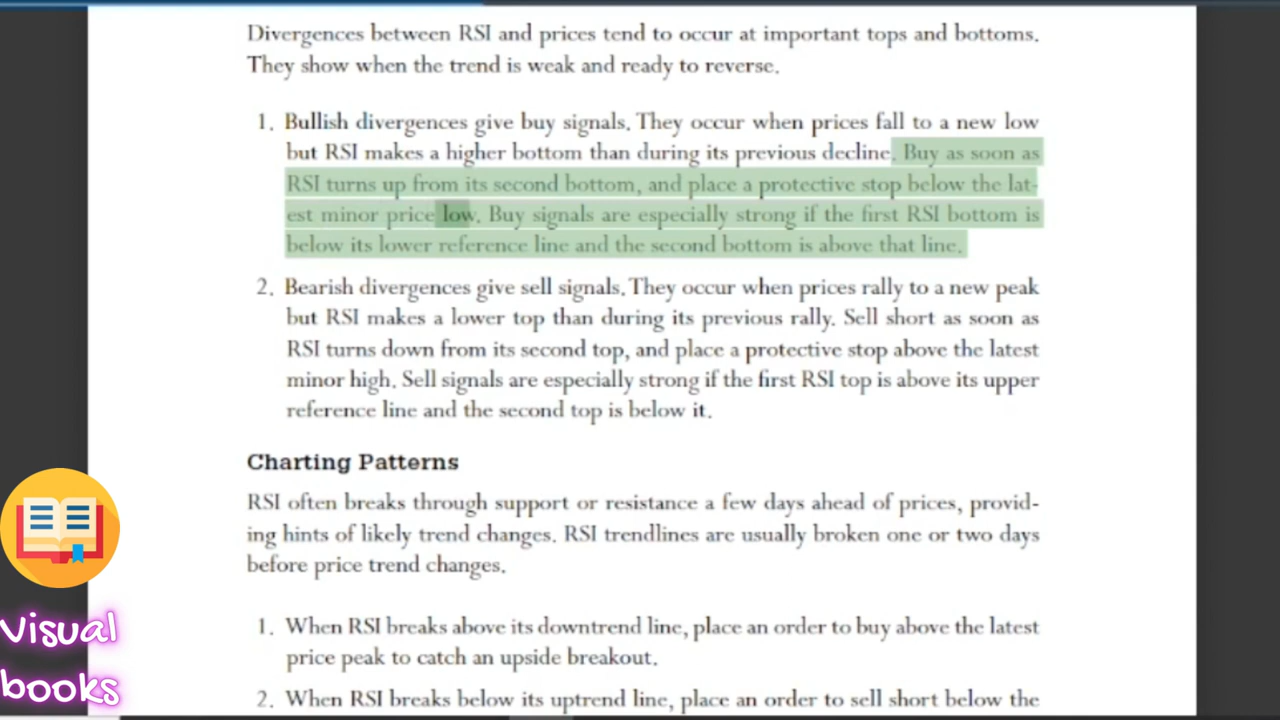 Divergences between RSI and prices tend to occur at important tops and bottoms.
They show when the trend is weak and ready to reverse.
1. Bullish divergences give buy signals. They occur when prices fall to a new low
but RSI makes a higher bottom than during its previous decline. Buy as soon as
RSI turns up from its second bottom, and place a protective stop below the lat-
est minor price low. Buy signals are especially strong if the first RSI bottom is
below its lower reference line and the second bottom is above that line.
2. Bearish divergences give sell signals. They occur when prices rally to a new peak
but RSI makes a lower top than during its previous rally. Sell short as soon as
RSI turns down from its second top, and place a protective stop above the latest
minor high. Sell signals are especially strong if the first RSI top is above its upper
reference line and the second top is below it.
Charting Patterns
RSI often breaks through support or resistance a few days ahead of prices, provid-
ing hints of likely trend changes. RSI trendlines are usually broken one or two days
before price trend changes.
1. When RSI breaks above its downtrend line, place an order to buy above the latest
price peak to catch an upside breakout.
2. When RSI breaks below its uptrend line, place an order to sell short below the
Visual
books